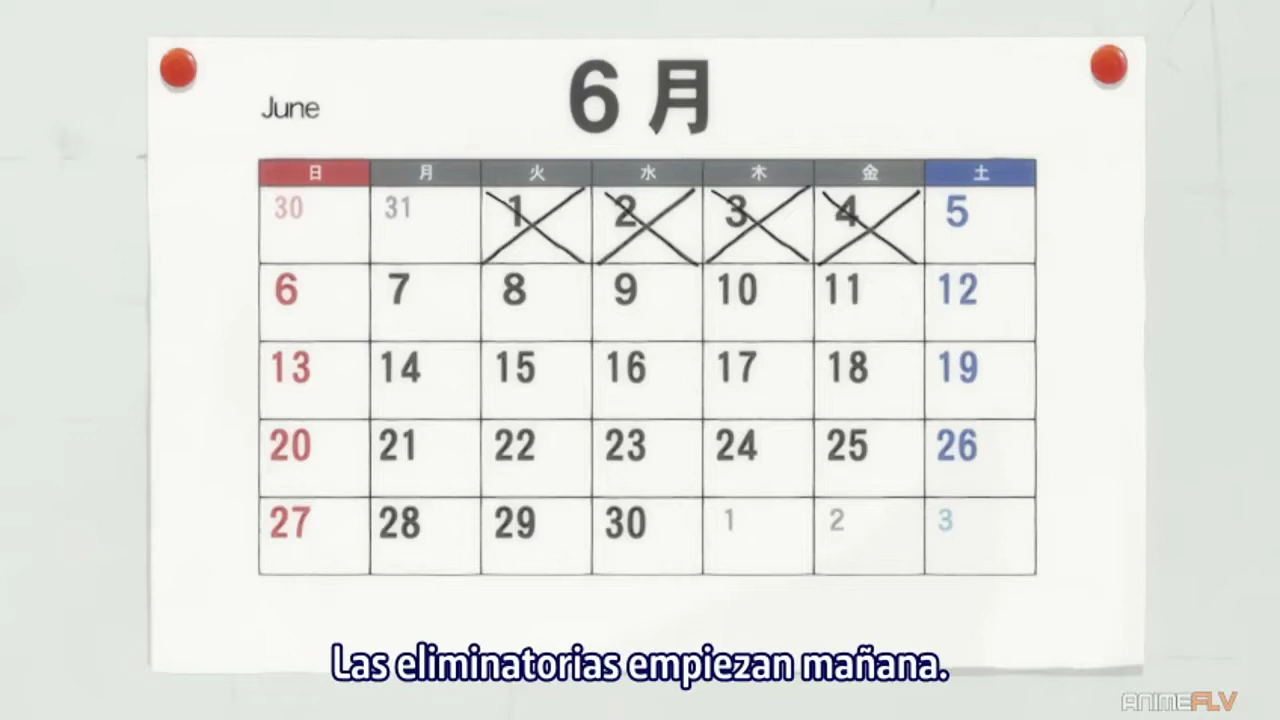 6月
June
日 月 火 水 木 金 土
30 31 1 2 3 4 5
6 7 8 9 10 11 12
13 14 15 16 17 18 19
20 21 22 23 24 25 26
27 28 29 30 1 2 3
Las eliminatorias empiezan mañana.
ANIMEFLV